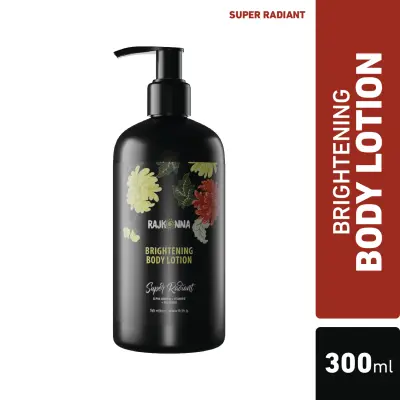 SUPER RADIANT
RAJKONNA
BRIGHTENING
BODY LOTION
Super Radiant
BRIGHTENING
BODY LOTION
300ml